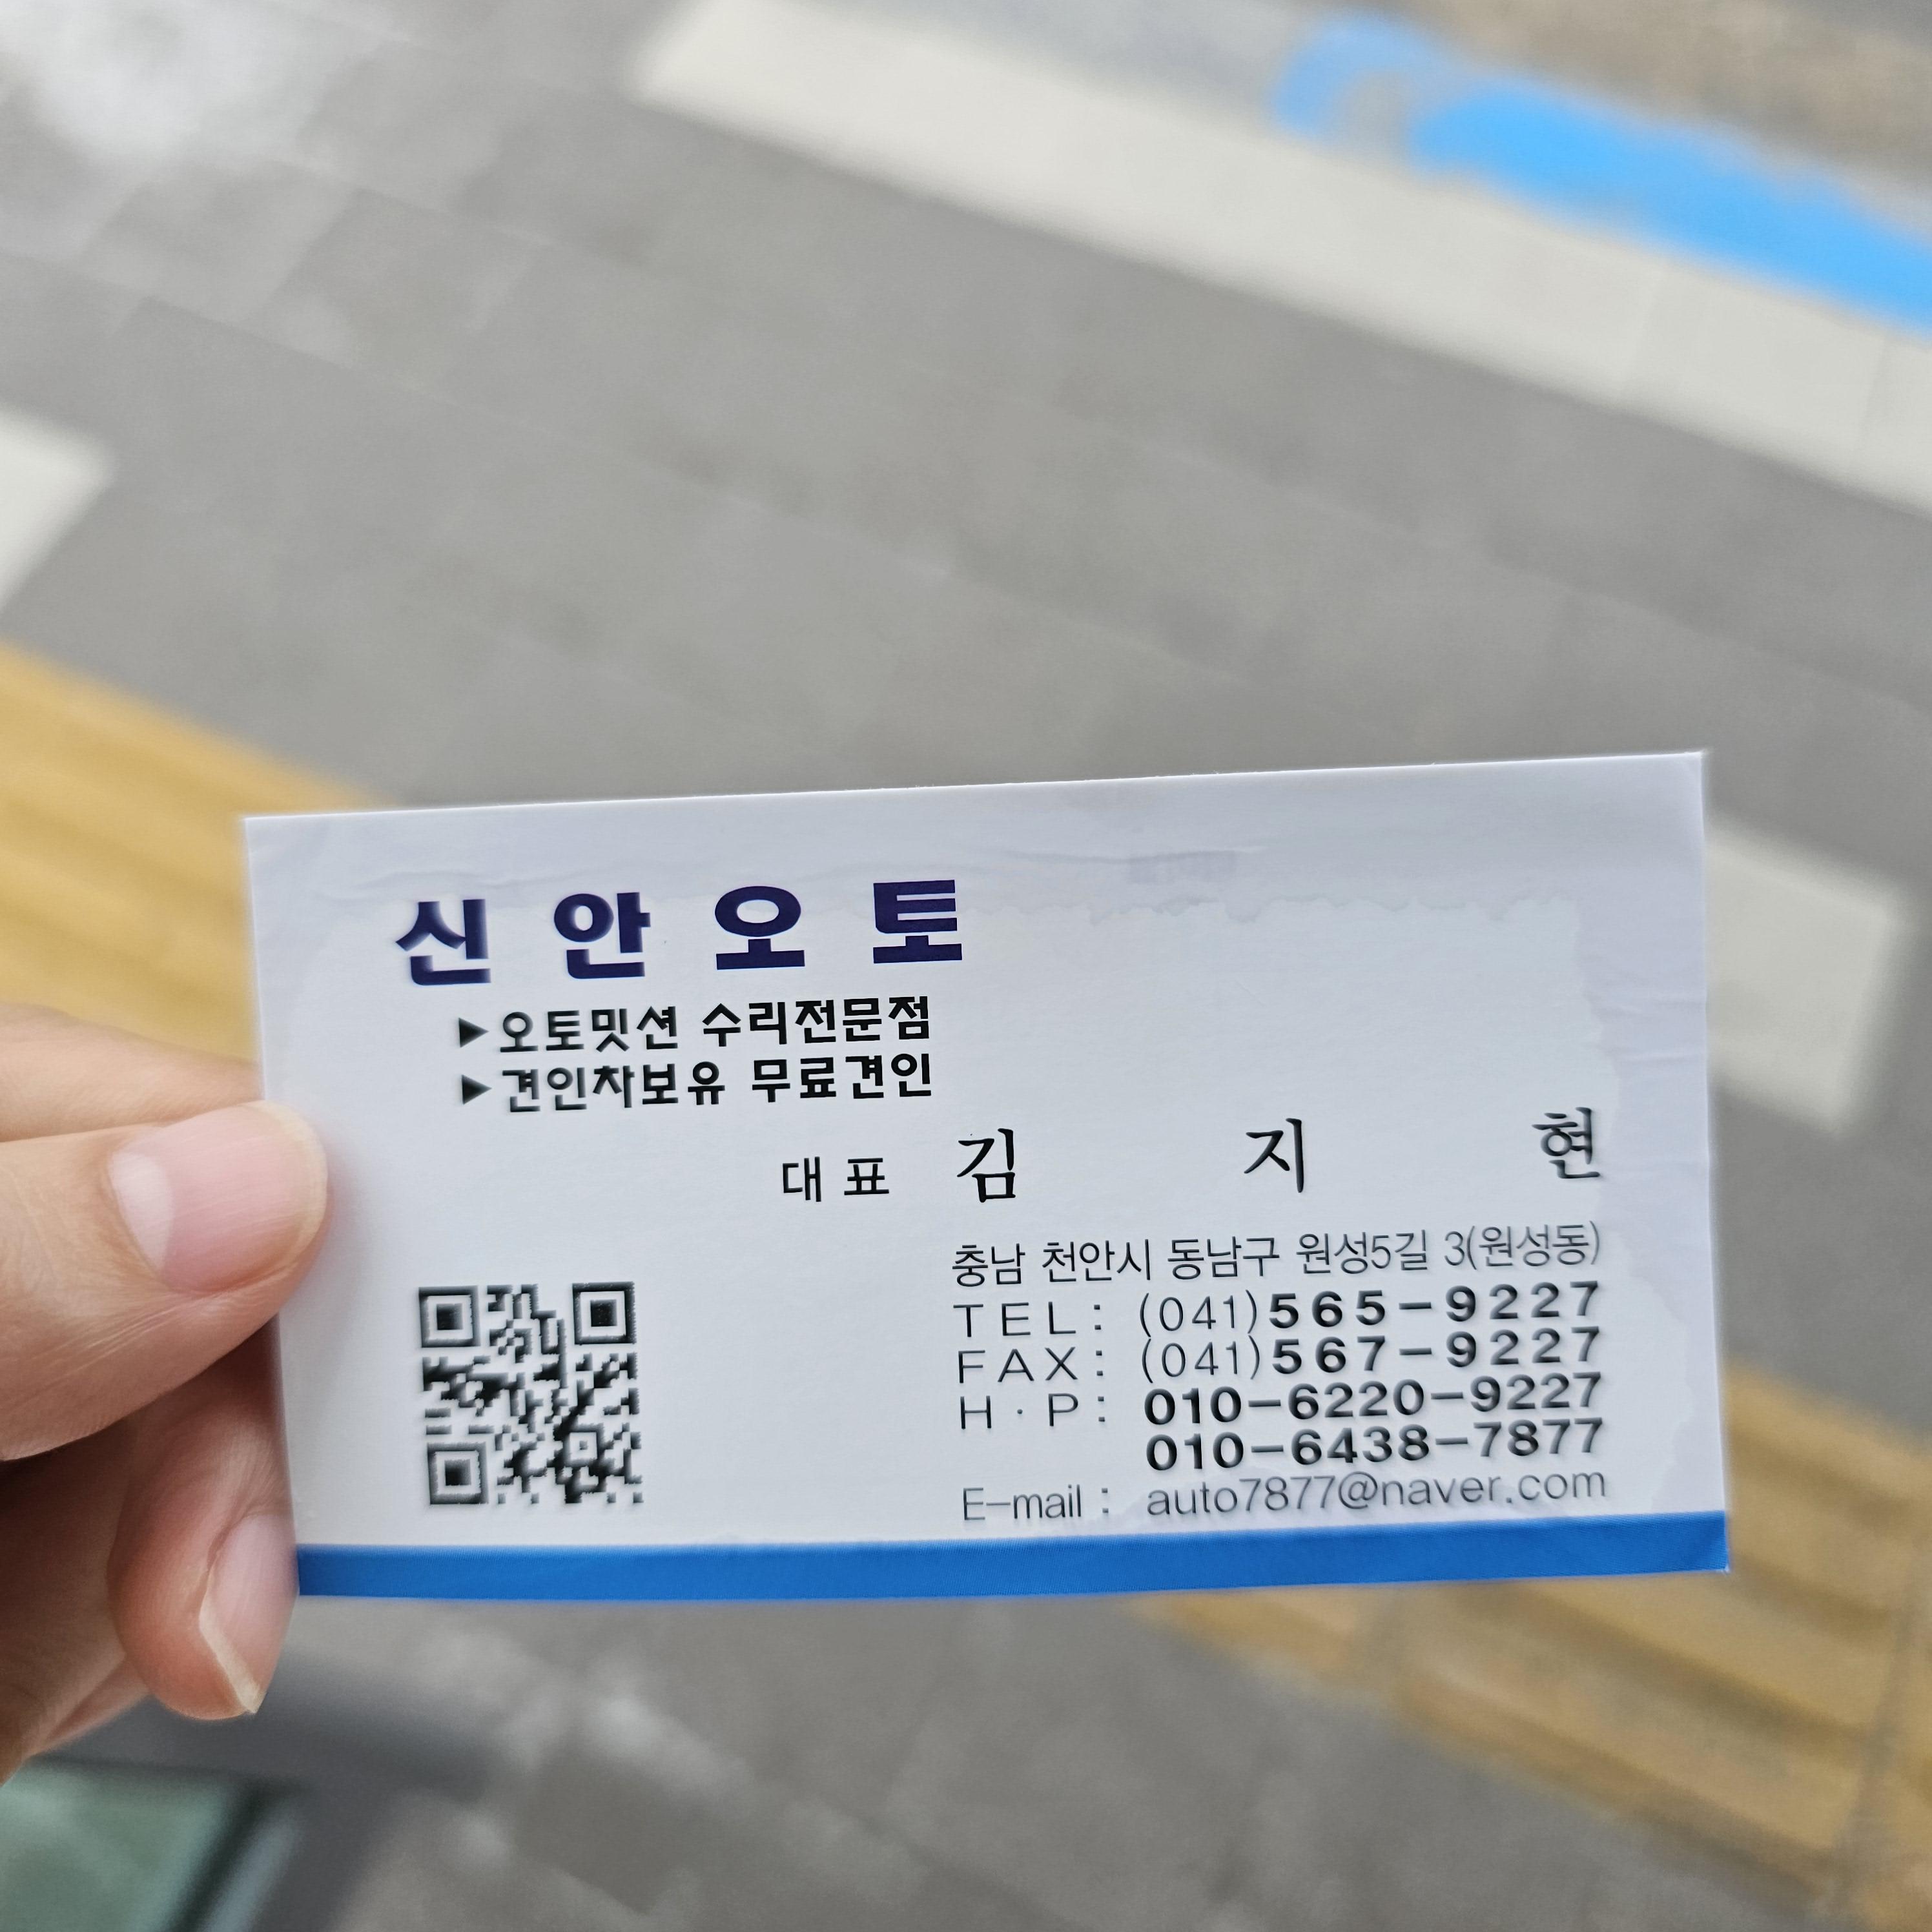 신안오토
▶오토밋션 수리전문점
▶견인차보유 무료견인
대표 김 지 현
충남 천안시 동남구 원성5길 3(원성동)
TEL: (041)565-9227
FAX: (041)567-9227
H·P: 010-6220-9227
010-6438-7877
E-mail : auto7877@naver.com